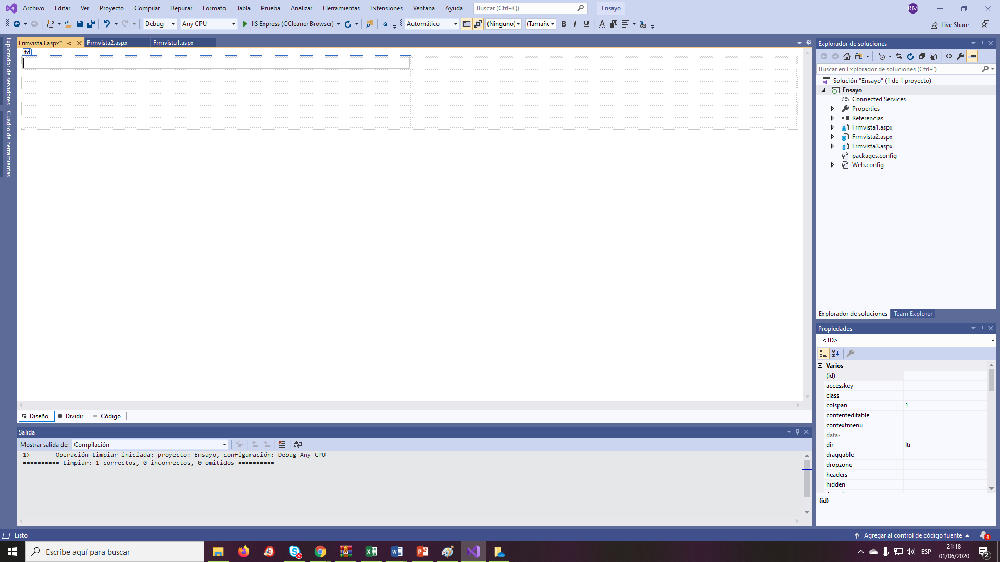 Archivo Editar Ver Proyecto Compilar Depurar Formato Tabla Prueba Analizar Herramientas Extensiones Ventana Ayuda Buscar (Ctrl+Q) Ensayo RM
Debug Any CPU IIS Express (CCleaner Browser) Automático (Ninguno) (Tamañc B I U A Live Share
Explorador de servidores
Cuadro de herramientas
Frmvista3.aspx* Frmvista2.aspx Frmvista1.aspx
td
Diseño Dividir Código
Salida
Mostrar salida de: Compilación
1>------ Operación Limpiar iniciada: proyecto: Ensayo, configuración: Debug Any CPU ------
========== Limpiar: 1 correctos, 0 incorrectos, 0 omitidos ==========
Explorador de soluciones
Buscar en Explorador de soluciones (Ctrl+`)
Solución "Ensayo" (1 de 1 proyecto)
Ensayo
Connected Services
Properties
Referencias
Frmvista1.aspx
Frmvista2.aspx
Frmvista3.aspx
packages.config
Web.config
Explorador de soluciones Team Explorer
Propiedades
<TD>
Varios
(id)
accesskey
class
colspan 1
contenteditable
contextmenu
data-
dir ltr
draggable
dropzone
headers
hidden
(id)
Listo Agregar al control de código fuente 4
Escribe aquí para buscar
ESP
21:18
01/06/2020
2